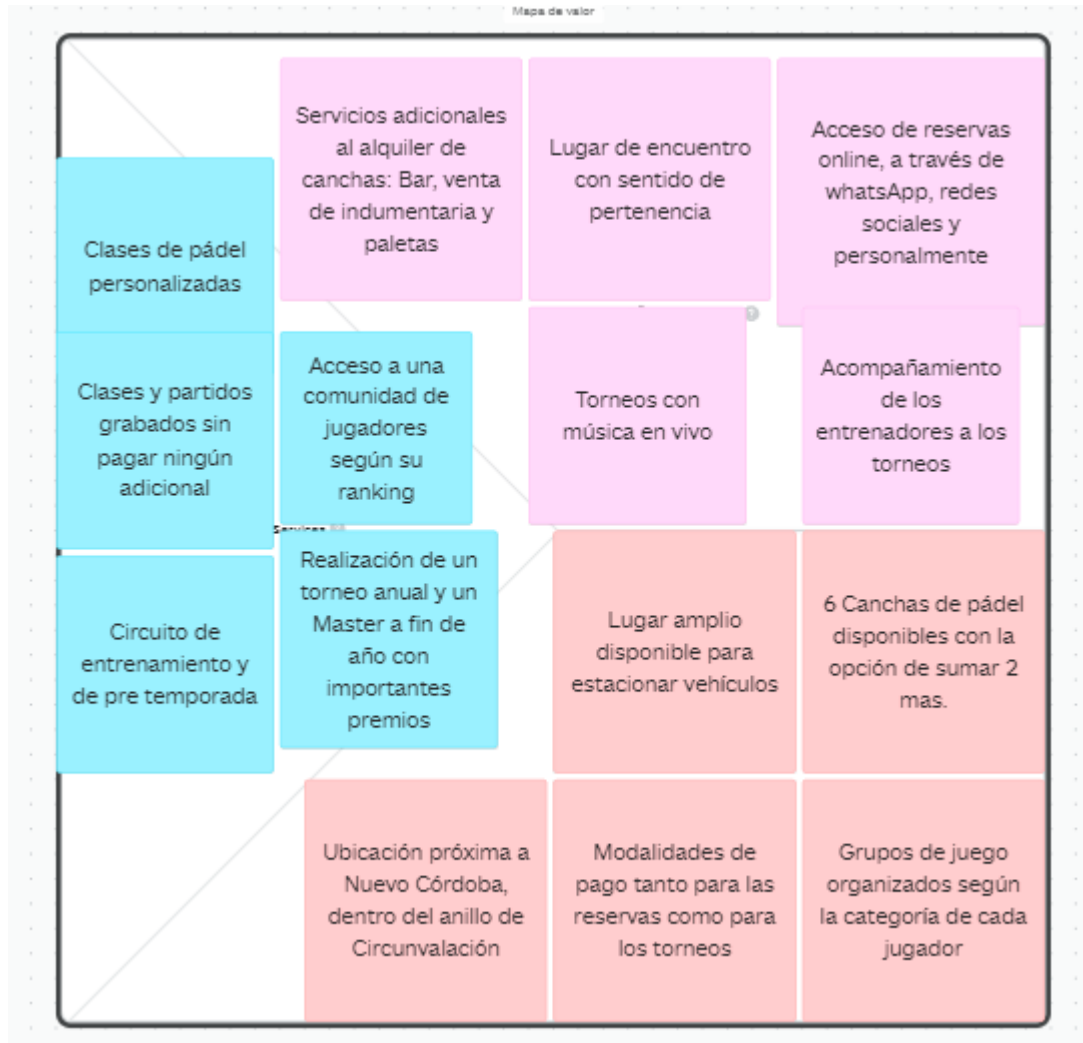 Mapa de valor
Servicios adicionales
al alquiler de
canchas: Bar, venta
de indumentaria y
paletas
Lugar de encuentro
con sentido de
pertenencia
Acceso de reservas
online, a través de
whatsApp, redes
sociales y
personalmente
Clases de pádel
personalizadas
?
Clases y partidos
grabados sin
pagar ningún
adicional
Acceso a una
comunidad de
jugadores
según su
ranking
Torneos con
música en vivo
Acompañamiento
de los
entrenadores a los
torneos
Services
Circuito de
entrenamiento y
de pre temporada
Realización de un
torneo anual y un
Master a fin de
año con
importantes
premios
Lugar amplio
disponible para
estacionar vehículos
6 Canchas de pádel
disponibles con la
opción de sumar 2
mas.
Ubicación próxima a
Nuevo Córdoba,
dentro del anillo de
Circunvalación
Modalidades de
pago tanto para las
reservas como para
los torneos
Grupos de juego
organizados según
la categoría de cada
jugador